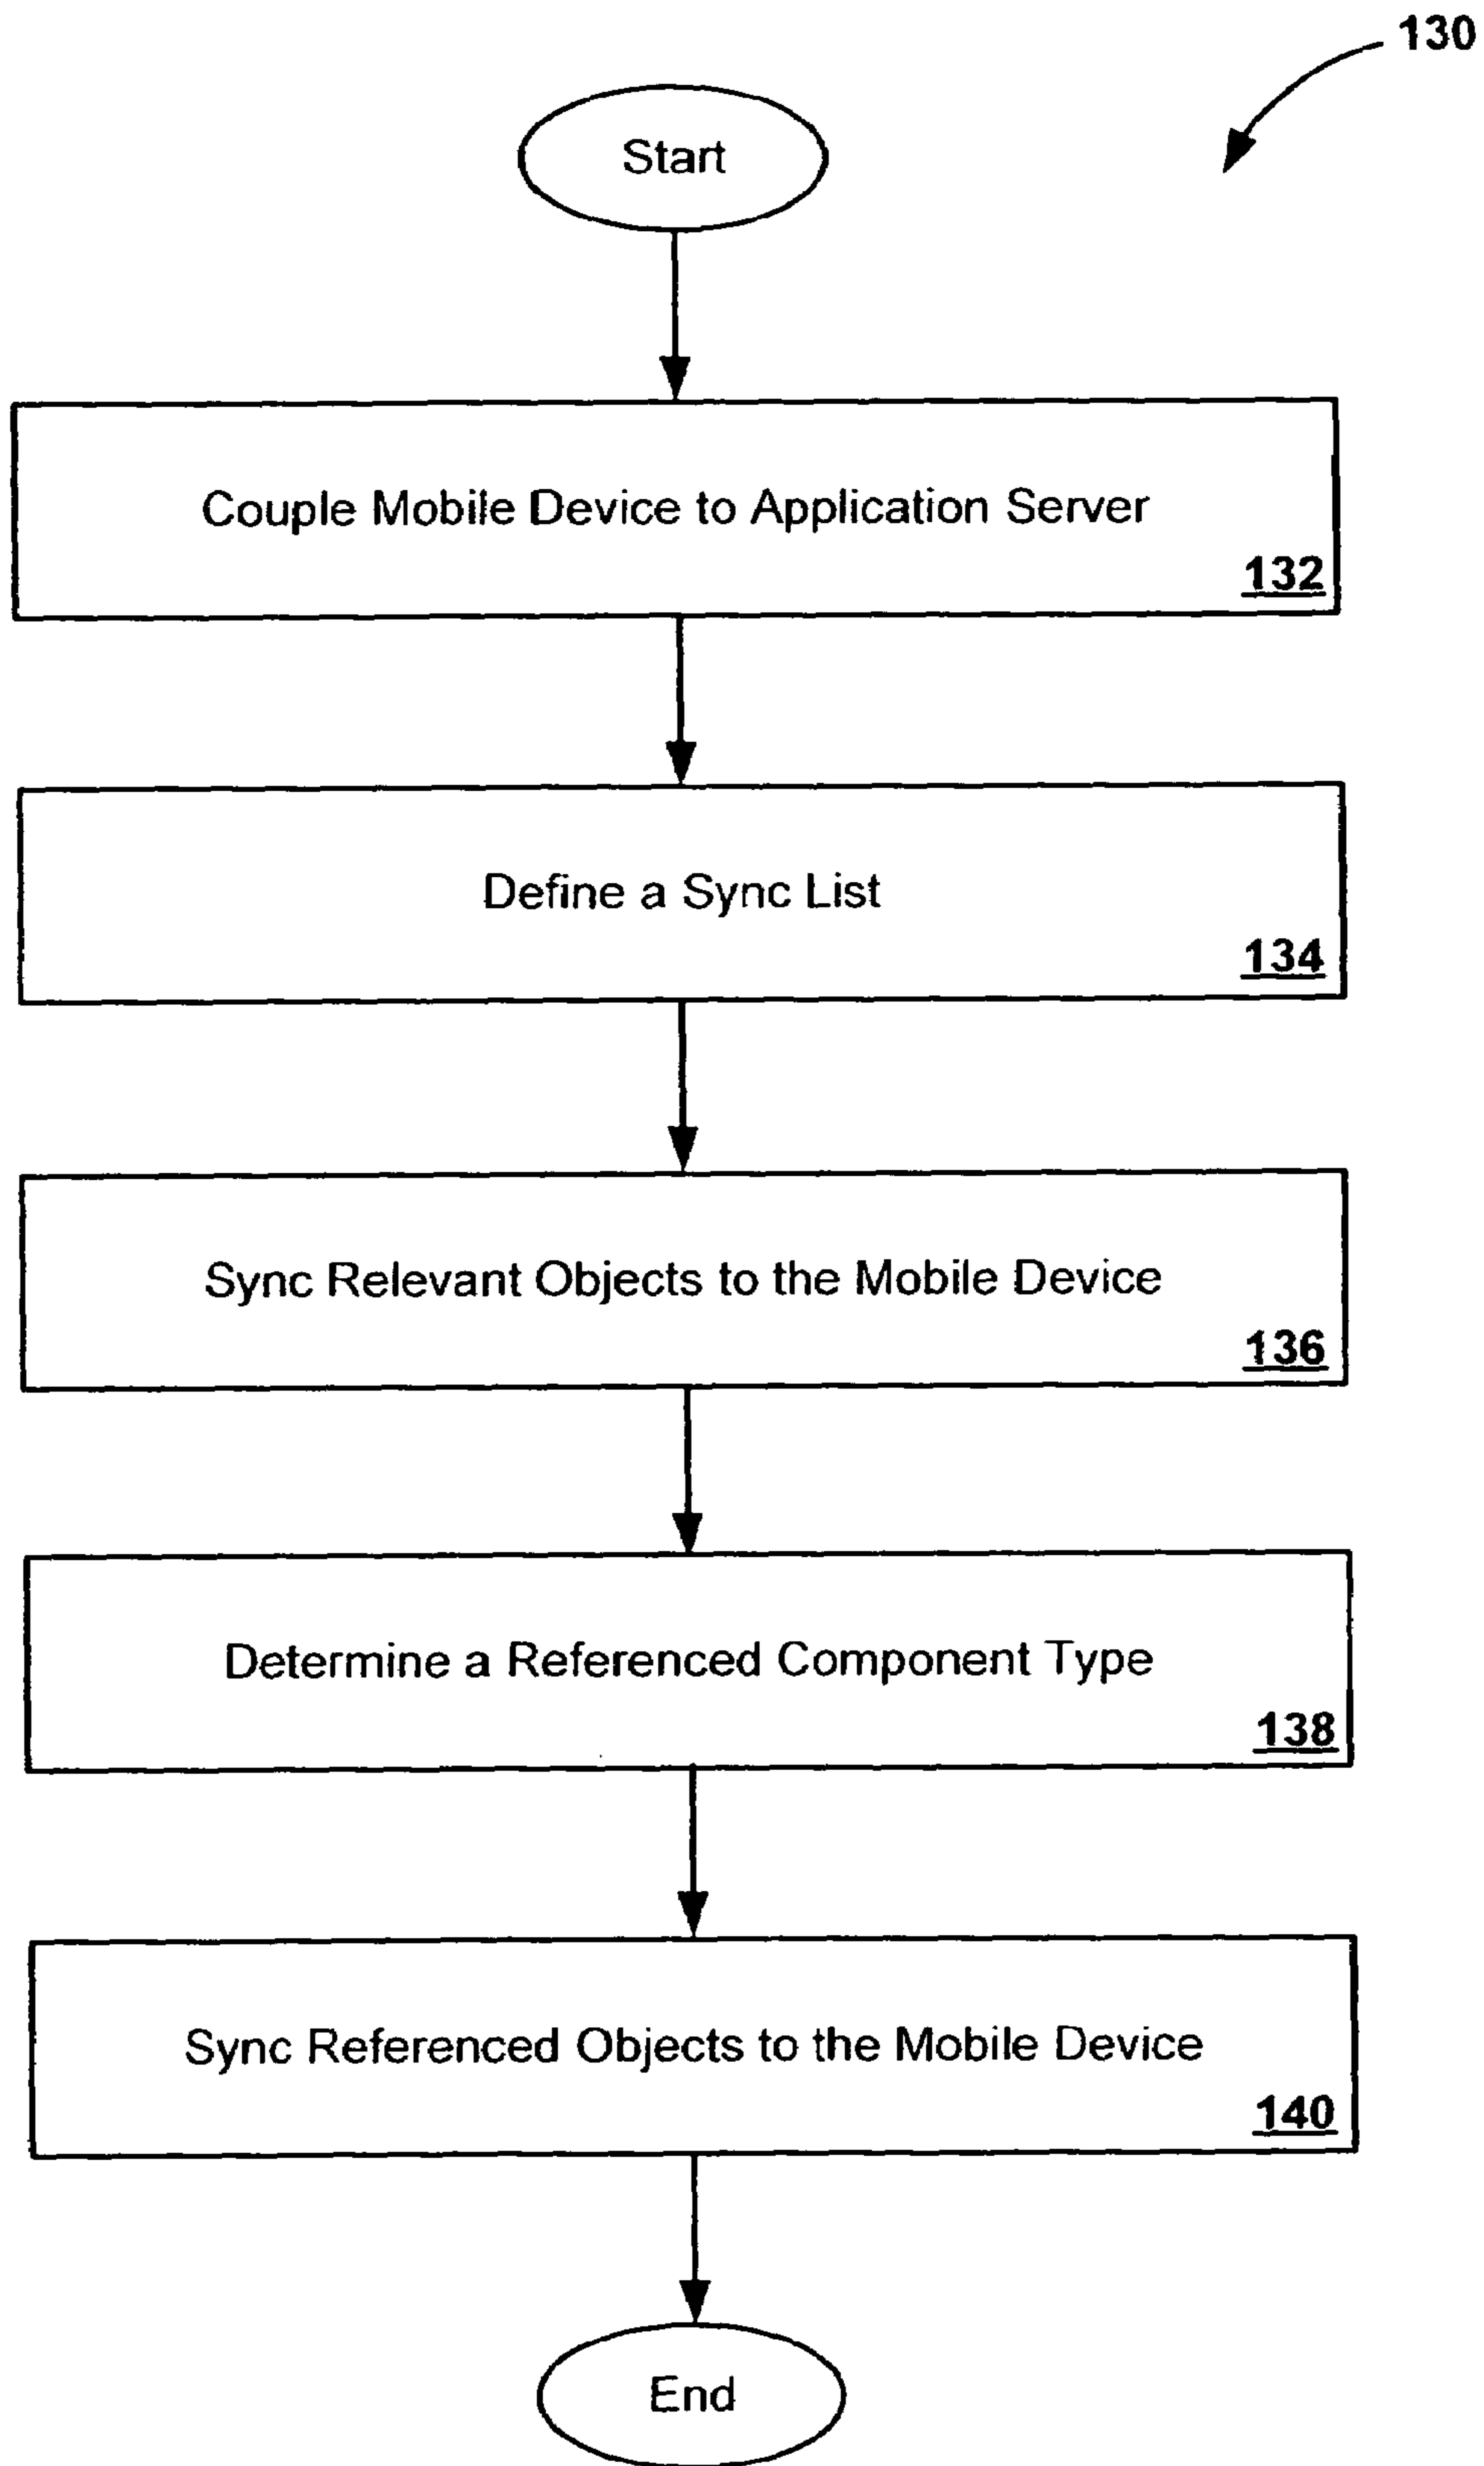 130
Start
Couple Mobile Device to Application Server
132
Define a Sync List
134
Sync Relevant Objects to the Mobile Device
136
Determine a Referenced Component Type
138
Sync Referenced Objects to the Mobile Device
140
End